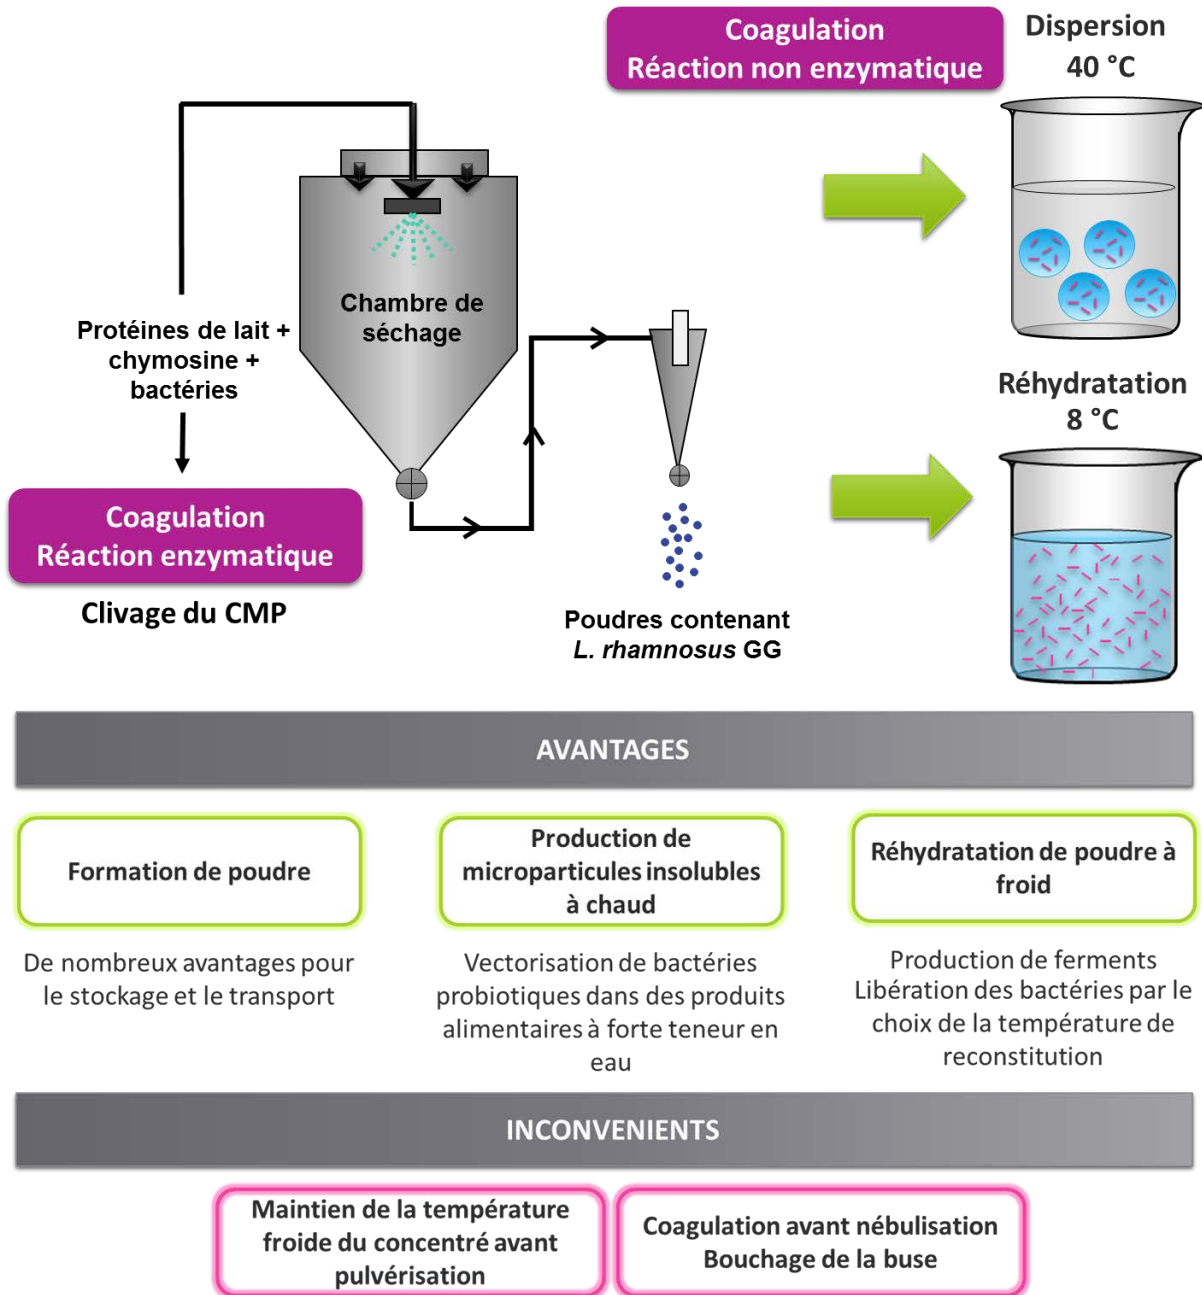 Coagulation
Réaction non enzymatique
Dispersion
40 °C
Chambre de
séchage
Protéines de lait +
chymosine +
bactéries
Réhydratation
8 °C
Coagulation
Réaction enzymatique
Clivage du CMP
Poudres contenant
L. rhamnosus GG
AVANTAGES
Formation de poudre
De nombreux avantages pour
le stockage et le transport
Production de
microparticules insolubles
à chaud
Vectorisation de bactéries
probiotiques dans des produits
alimentaires à forte teneur en
eau
Réhydratation de poudre à
froid
Production de ferments
Libération des bactéries par le
choix de la température de
reconstitution
INCONVENIENTS
Maintien de la température
froide du concentré avant
pulvérisation
Coagulation avant nébulisation
Bouchage de la buse